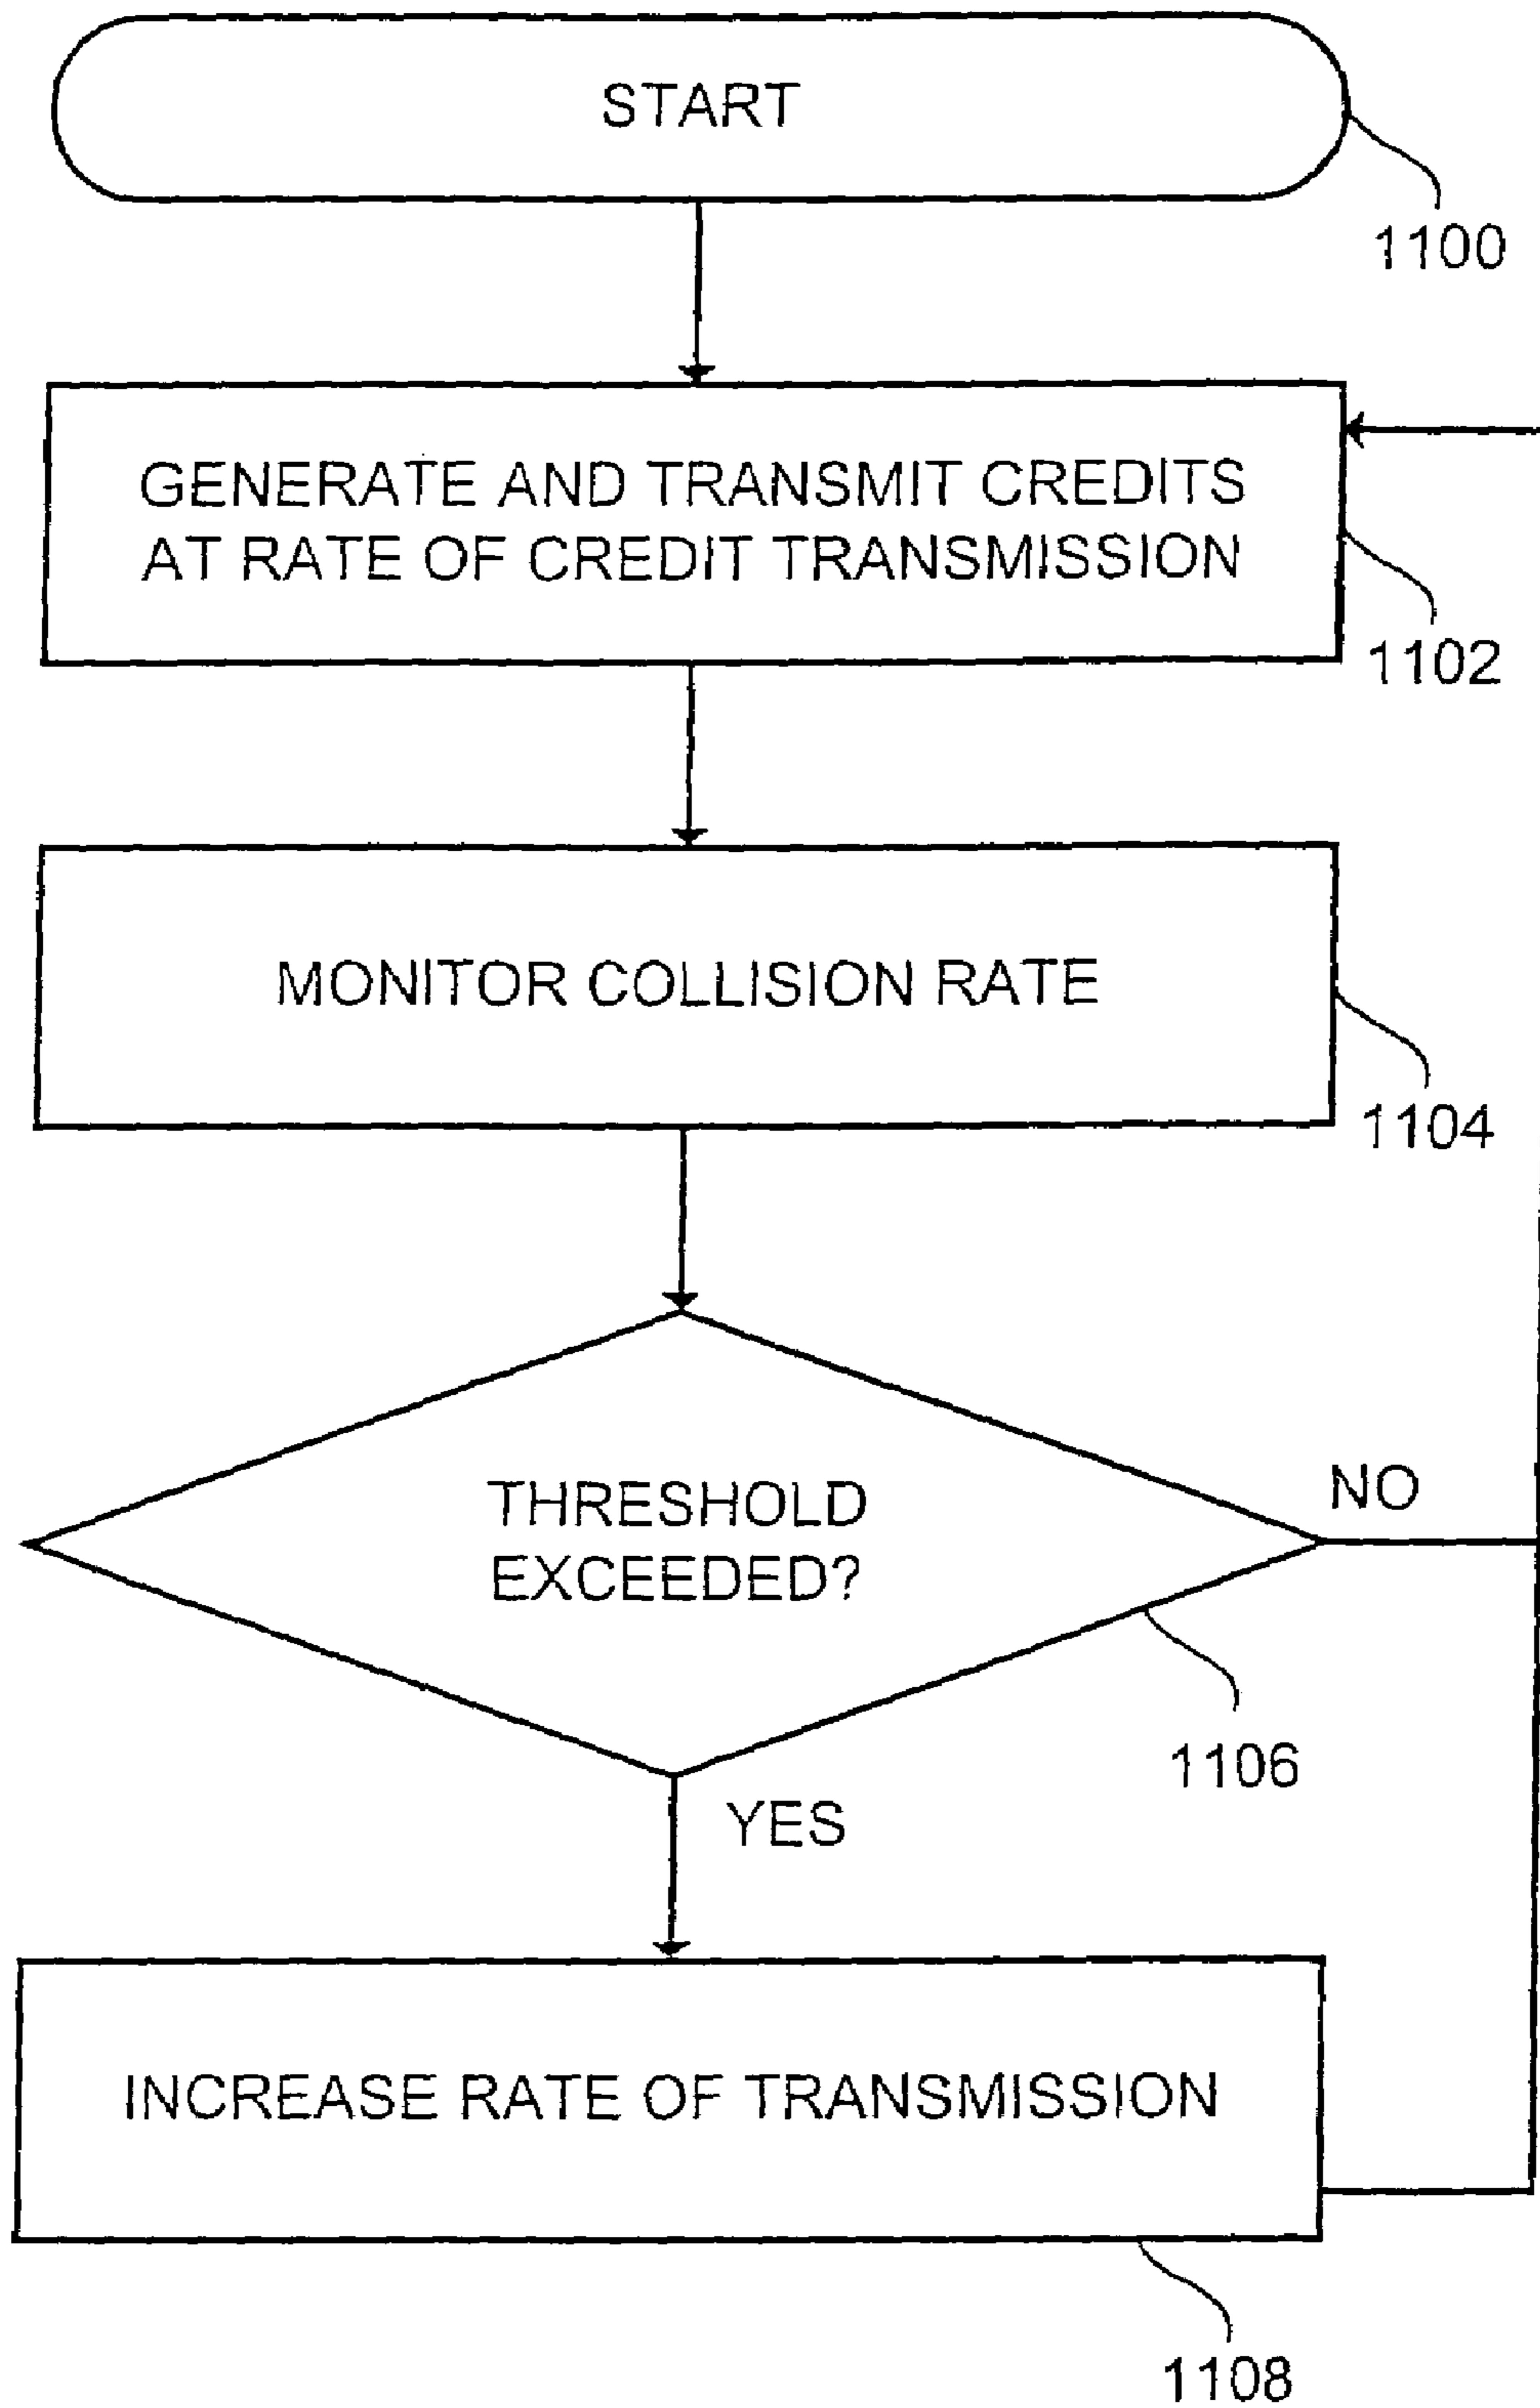 START
1100
GENERATE AND TRANSMIT CREDITS
AT RATE OF CREDIT TRANSMISSION
1102
MONITOR COLLISION RATE
1104
THRESHOLD
EXCEEDED?
NO
1106
YES
INCREASE RATE OF TRANSMISSION
1108